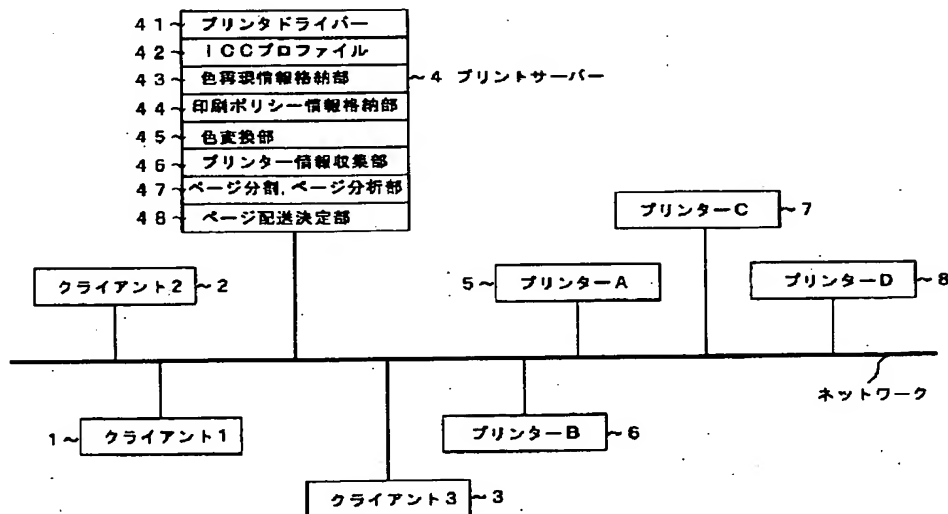 41～プリンタドライバー
42～ICCプロファイル
43～色再現情報格納部
～4 プリントサーバー
44～印刷ポリシー情報格納部
45～色変換部
46～プリンター情報収集部
47～ページ分割,ページ分析部
48～ページ配送決定部
プリンターC～7
クライアント2～2
5～プリンターA
プリンターD～8
ネットワーク
1～クライアント1
プリンターB～6
クライアント3～3